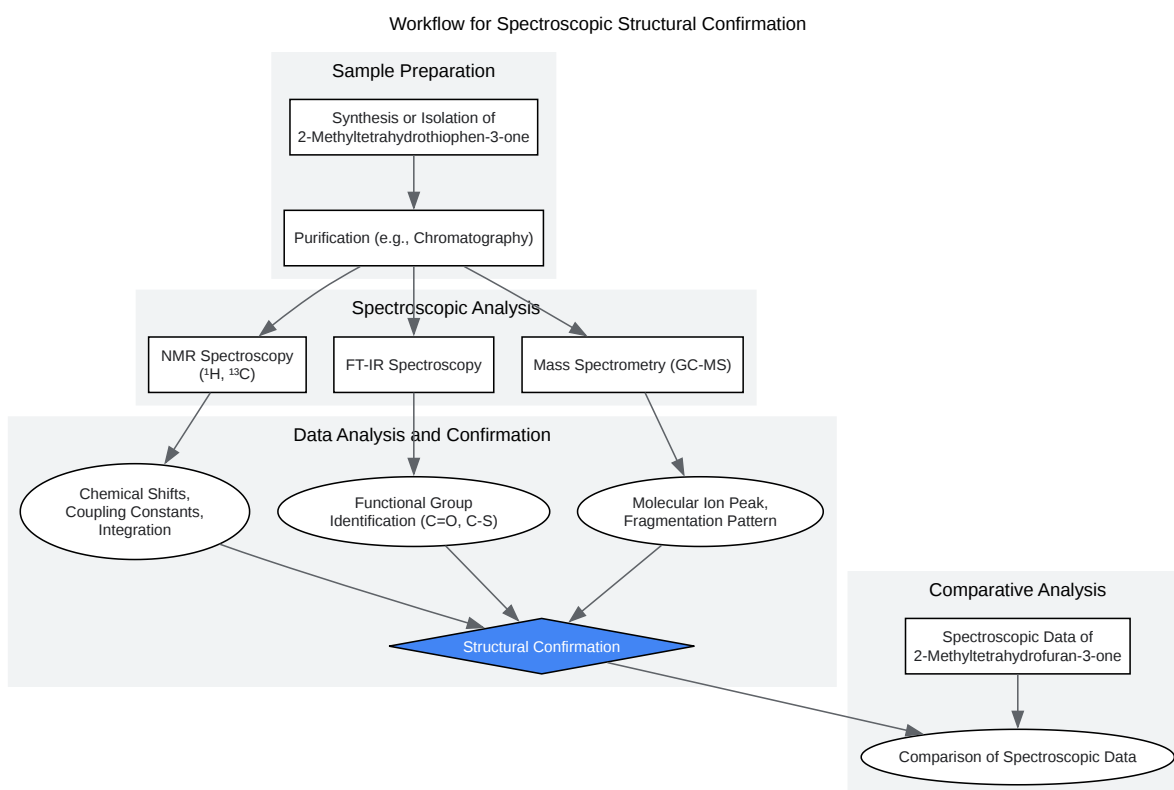 Workflow for Spectroscopic Structural Confirmation
Sample Preparation
Synthesis or Isolation of
2-Methyltetrahydrothiophen-3-one
Purification (e.g., Chromatography)
Spectroscopic Analysis
NMR Spectroscopy
(¹H, ¹³C)
FT-IR Spectroscopy
Mass Spectrometry (GC-MS)
Data Analysis and Confirmation
Chemical Shifts,
Coupling Constants,
Integration
Functional Group
Identification (C=O, C-S)
Molecular Ion Peak,
Fragmentation Pattern
Structural Confirmation
Comparative Analysis
Spectroscopic Data of
2-Methyltetrahydrofuran-3-one
Comparison of Spectroscopic Data